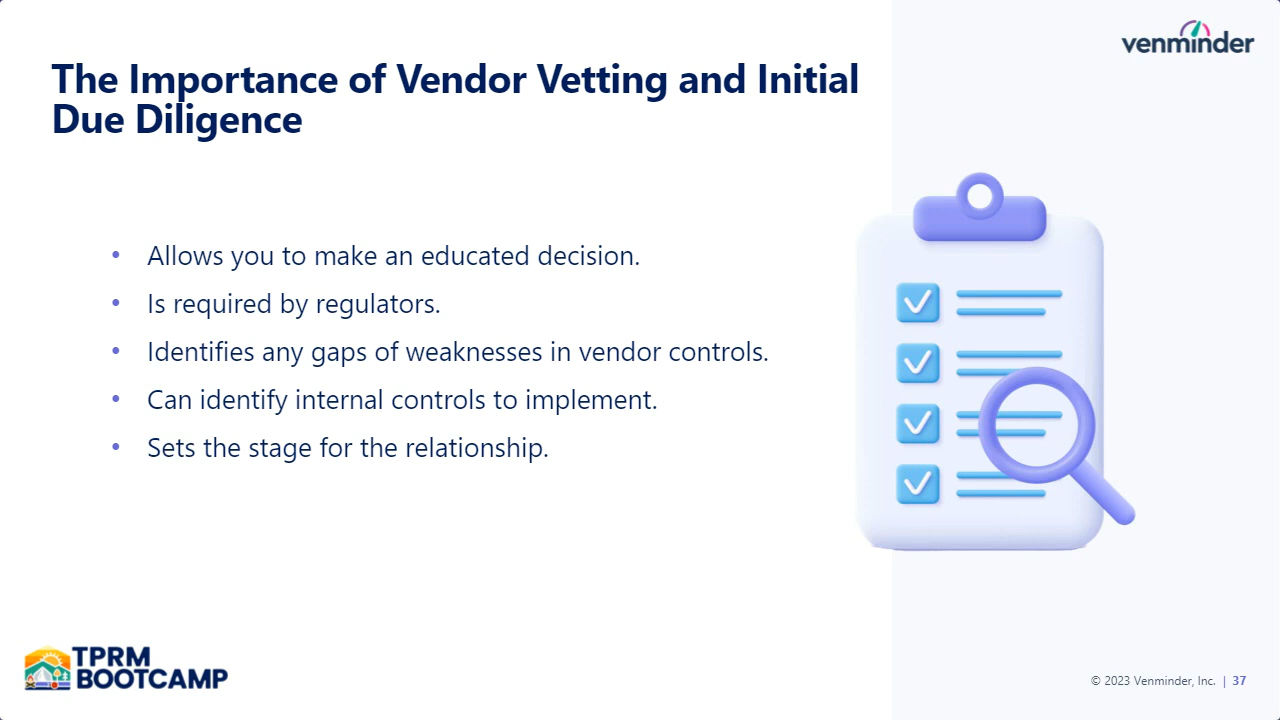 venminder
The Importance of Vendor Vetting and Initial
Due Diligence
• Allows you to make an educated decision.
• Is required by regulators.
• Identifies any gaps of weaknesses in vendor controls.
• Can identify internal controls to implement.
• Sets the stage for the relationship.
TPRM
BOOTCAMP
© 2023 Venminder, Inc. | 37